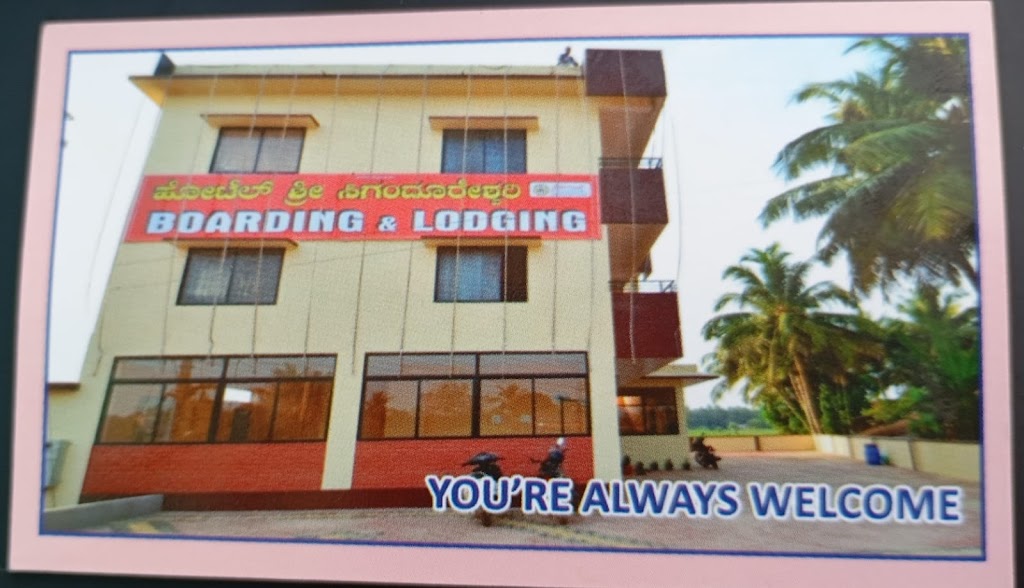 ಹೋಟೆಲ್ ಶ್ರೀ ಸಿಗಂದೂರೇಶ್ವರಿ
BOARDING & LODGING
YOU'RE ALWAYS WELCOME